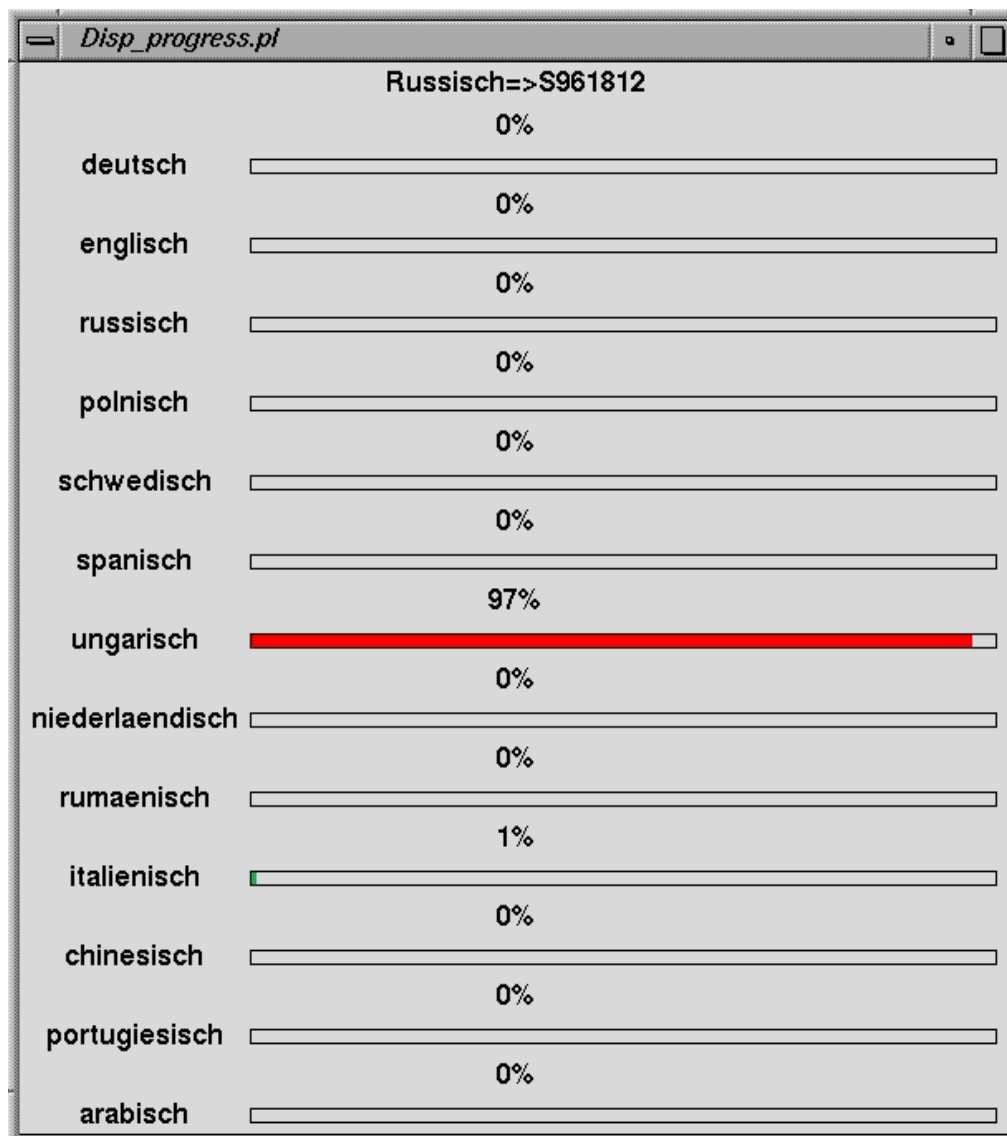 Disp_progress.pl
Russisch=>S961812
0%
deutsch
0%
englisch
0%
russisch
0%
polnisch
0%
schwedisch
0%
spanisch
97%
ungarisch
0%
niederlaendisch
0%
rumaenisch
1%
italienisch
0%
chinesisch
0%
portugiesisch
0%
arabisch